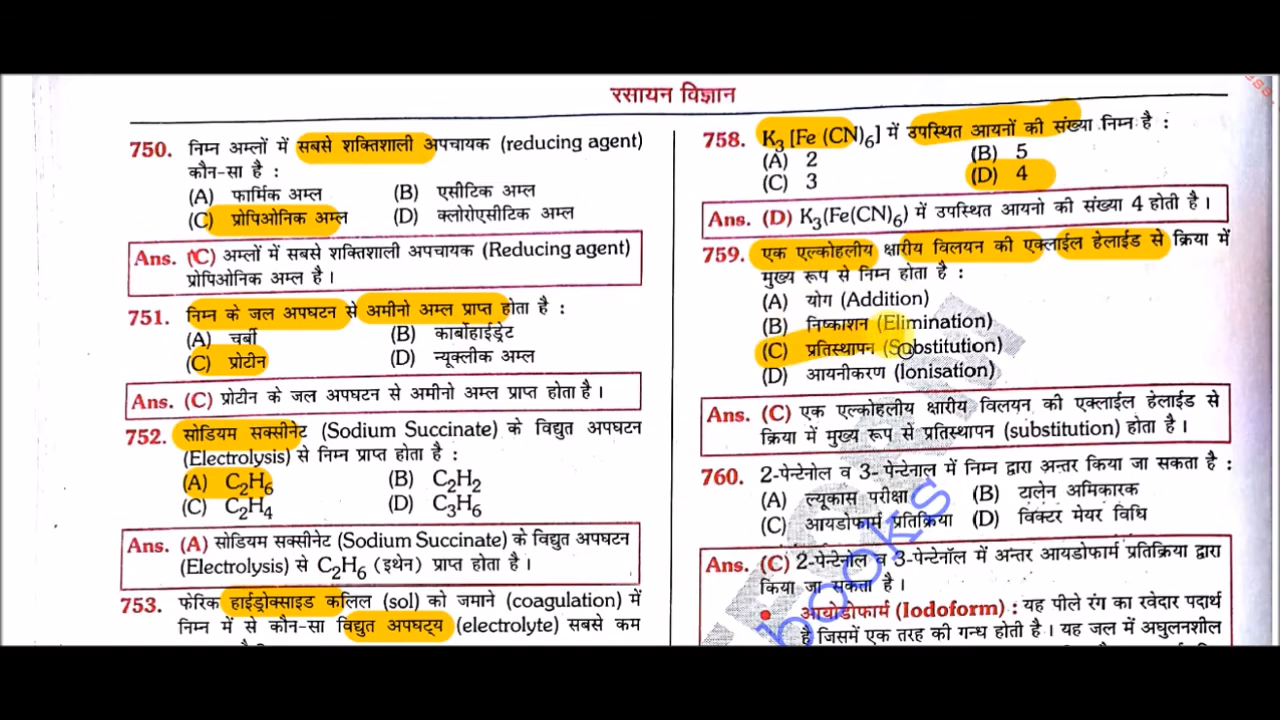 रसायन विज्ञान
750. निम्न अम्लों में सबसे शक्तिशाली अपचायक (reducing agent)
कौन-सा है :
(A) फार्मिक अम्ल (B) एसीटिक अम्ल
(C) प्रोपिओनिक अम्ल (D) क्लोरोएसीटिक अम्ल
Ans. (C) अम्लों में सबसे शक्तिशाली अपचायक (Reducing agent)
प्रोपिओनिक अम्ल है।
751. निम्न के जल अपघटन से अमीनो अम्ल प्राप्त होता है :
(A) चर्बी (B) कार्बोहाईड्रेट
(C) प्रोटीन (D) न्यूक्लीक अम्ल
Ans. (C) प्रोटीन के जल अपघटन से अमीनो अम्ल प्राप्त होता है।
752. सोडियम सक्सीनेट (Sodium Succinate) के विद्युत अपघटन
(Electrolysis) से निम्न प्राप्त होता है :
(A) C₂H₆ (B) C₂H₂
(C) C₂H₄ (D) C₃H₆
Ans. (A) सोडियम सक्सीनेट (Sodium Succinate) के विद्युत अपघटन
(Electrolysis) से C₂H₆ (इथेन) प्राप्त होता है।
753. फेरिक हाईड्रोक्साइड कलिल (sol) को जमाने (coagulation) में
निम्न में से कौन-सा विद्युत अपघट्य (electrolyte) सबसे कम
758. K₃ [Fe (CN)₆] में उपस्थित आयनों की संख्या निम्न है :
(A) 2 (B) 5
(C) 3 (D) 4
Ans. (D) K₃(Fe(CN)₆) में उपस्थित आयनो की संख्या 4 होती है।
759. एक एल्कोहलीय क्षारीय विलयन की एक्लाईल हेलाईड से क्रिया में
मुख्य रूप से निम्न होता है :
(A) योग (Addition)
(B) निष्काशन (Elimination)
(C) प्रतिस्थापन (Substitution)
(D) आयनीकरण (Ionisation)
Ans. (C) एक एल्कोहलीय क्षारीय विलयन की एक्लाईल हेलाईड से
क्रिया में मुख्य रूप से प्रतिस्थापन (substitution) होता है।
760. 2-पेन्टेनोल व 3- पेन्टेनाल में निम्न द्वारा अन्तर किया जा सकता है :
(A) ल्यूकास परीक्षा (B) टालेन अमिकारक
(C) आयडोफार्म प्रतिक्रिया (D) विक्टर मेयर विधि
Ans. (C) 2-पेन्टेनोल व 3-पेन्टेनॉल में अन्तर आयडोफार्म प्रतिक्रिया द्वारा
किया जा सकता है।
• आयोडोफार्म (Iodoform) : यह पीले रंग का रवेदार पदार्थ
है जिसमें एक तरह की गन्ध होती है। यह जल में अघुलनशील
books